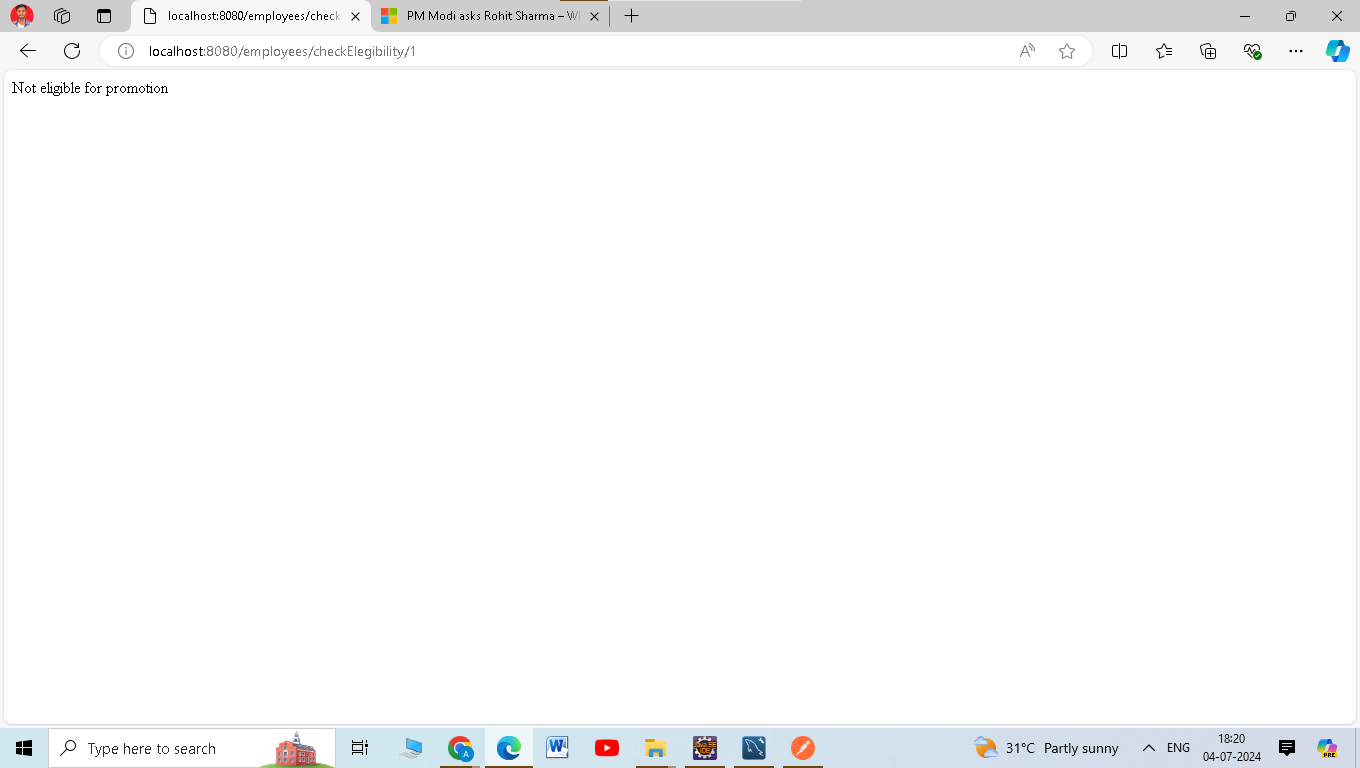 localhost:8080/employees/check
PM Modi asks Rohit Sharma – Wh
localhost:8080/employees/checkElegibility/1
Not eligible for promotion
Type here to search
31°C Partly sunny
ENG
18:20
04-07-2024